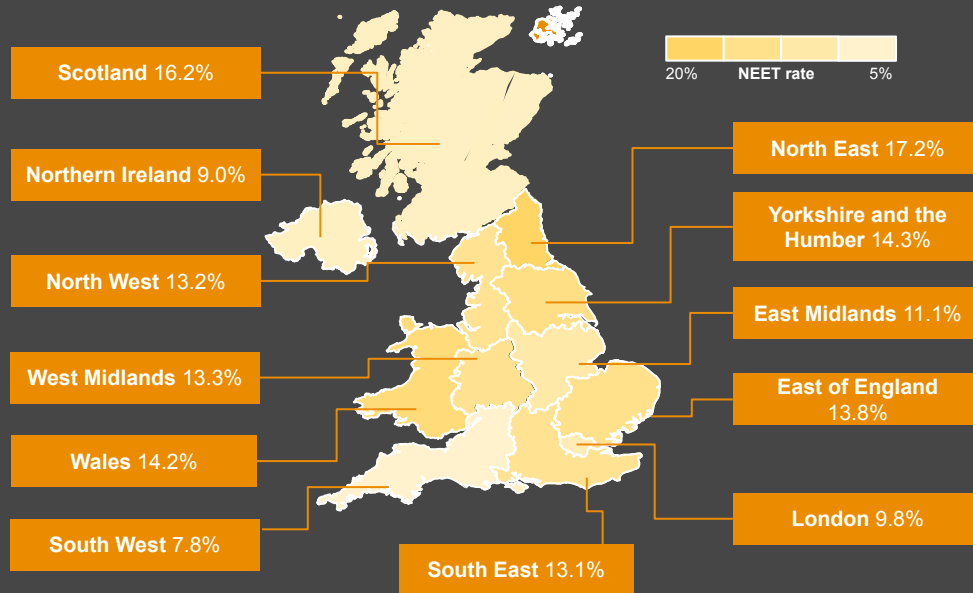 Scotland 16.2%
20%
NEET rate
5%
North East 17.2%
Northern Ireland 9.0%
Yorkshire and the
Humber 14.3%
North West 13.2%
East Midlands 11.1%
West Midlands 13.3%
East of England
13.8%
Wales 14.2%
London 9.8%
South West 7.8%
South East 13.1%